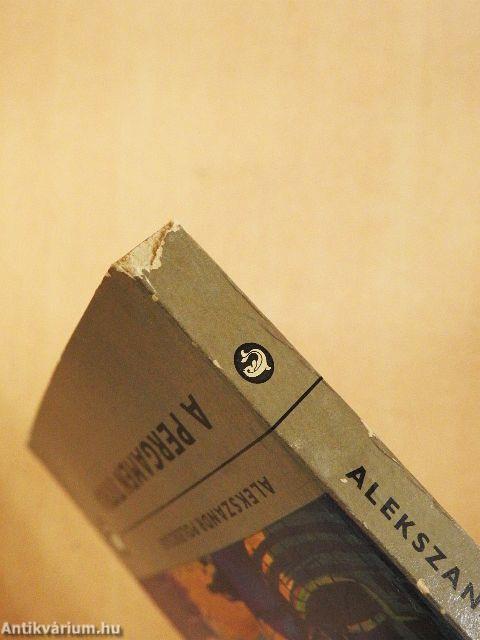 A PERGAMEN
ALEKSZANDR
ALEKSZAN
Antikvárium.hu